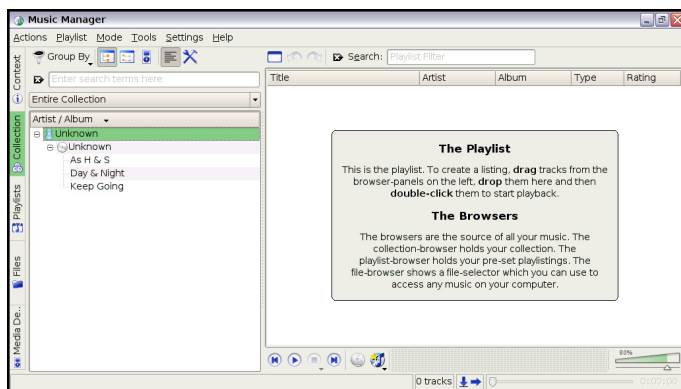 Music Manager
Actions Playlist Mode Tools Settings Help
Group By
Search: Playlist Filter
Enter search terms here
Entire Collection
Artist / Album
Unknown
Unknown
As H & S
Day & Night
Keep Going
Context
Collection
Playlists
Files
Media De..
Title Artist Album Type Rating
The Playlist
This is the playlist. To create a listing, drag tracks from the
browser-panels on the left, drop them here and then
double-click them to start playback.
The Browsers
The browsers are the source of all your music. The
collection-browser holds your collection. The
playlist-browser holds your pre-set playlistings. The
file-browser shows a file-selector which you can use to
access any music on your computer.
80%
0 tracks
0:00:00